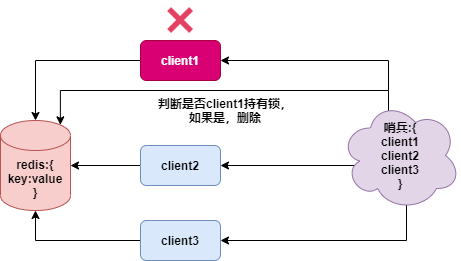 client1
判断是否client1持有锁，
如果是，删除
哨兵:{
client1
client2
client3
}
redis:{
key:value
}
client2
client3